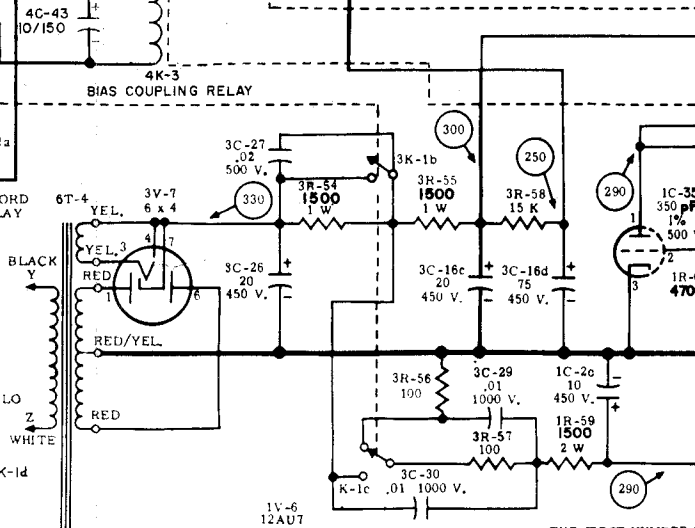 4C-43
10/150
4K-3
BIAS COUPLING RELAY
3C-27
.02
500 V.
3K-1b
300
250
290
3R-54
1500
1 W
3R-55
1500
1 W
3R-58
15 K
6T-4
3V-7
6 x 4
330
YEL.
YEL.
RED
RED/YEL.
RED
3
4
7
1
6
BLACK
Y
Z
WHITE
LO
K-1d
ORD
LAY
3C-26
20
450 V.
+
−
3C-16c
20
450 V.
+
−
3C-16d
75
450 V.
+
−
1C-35
350 pF
1%
500 V
1
2
3
1R-6
470
3R-56
100
3C-29
.01
1000 V.
1C-2c
10
450 V.
−
+
3R-57
100
1R-59
1500
2 W
3C-30
.01 1000 V.
K-1c
290
1V-6
12AU7